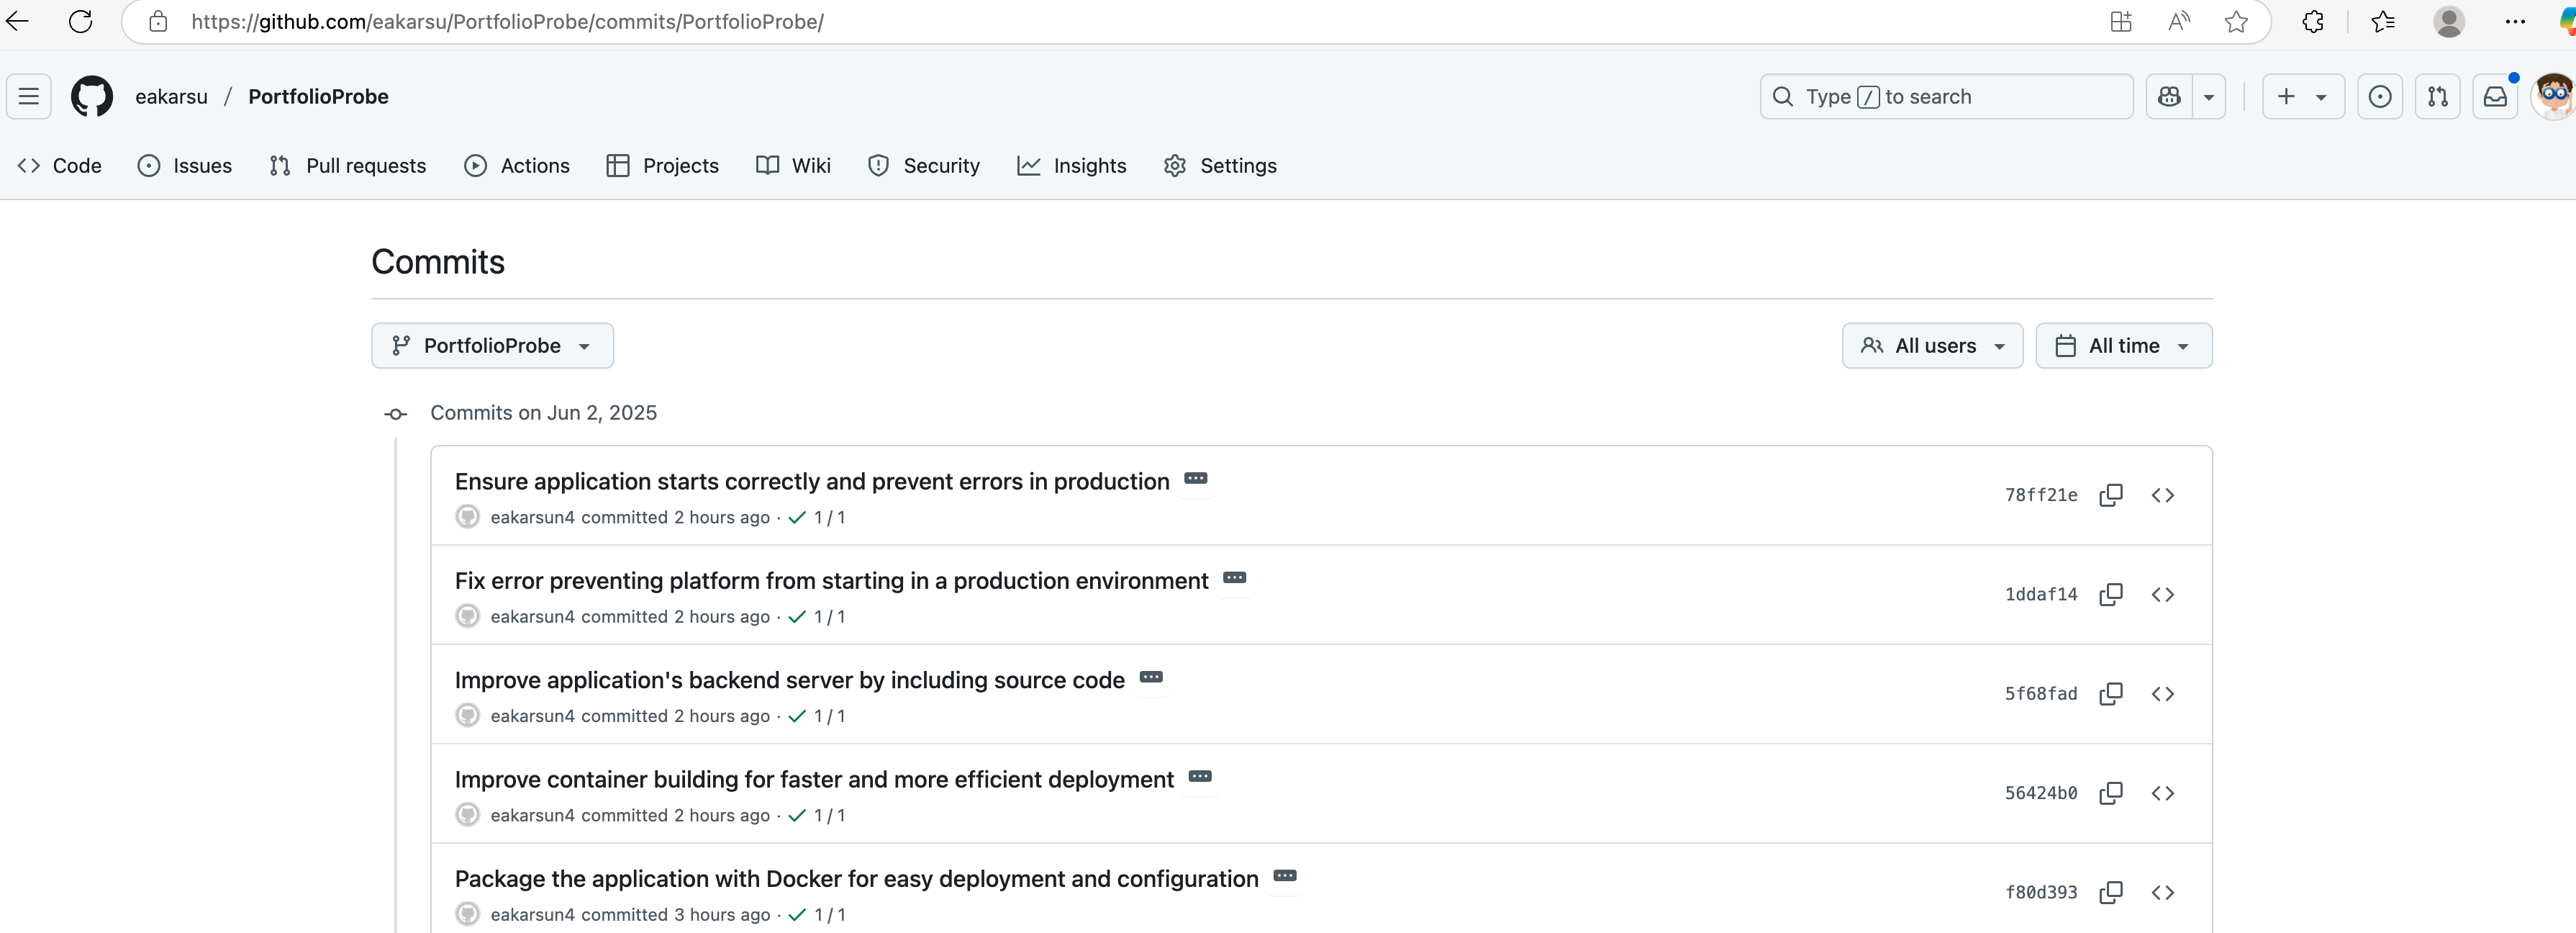 https://github.com/eakarsu/PortfolioProbe/commits/PortfolioProbe/
eakarsu / PortfolioProbe
Type / to search
Code Issues Pull requests Actions Projects Wiki Security Insights Settings
Commits
PortfolioProbe
All users All time
Commits on Jun 2, 2025
Ensure application starts correctly and prevent errors in production
78ff21e
eakarsun4 committed 2 hours ago · 1 / 1
Fix error preventing platform from starting in a production environment
1ddaf14
eakarsun4 committed 2 hours ago · 1 / 1
Improve application's backend server by including source code
5f68fad
eakarsun4 committed 2 hours ago · 1 / 1
Improve container building for faster and more efficient deployment
56424b0
eakarsun4 committed 2 hours ago · 1 / 1
Package the application with Docker for easy deployment and configuration
f80d393
eakarsun4 committed 3 hours ago · 1 / 1